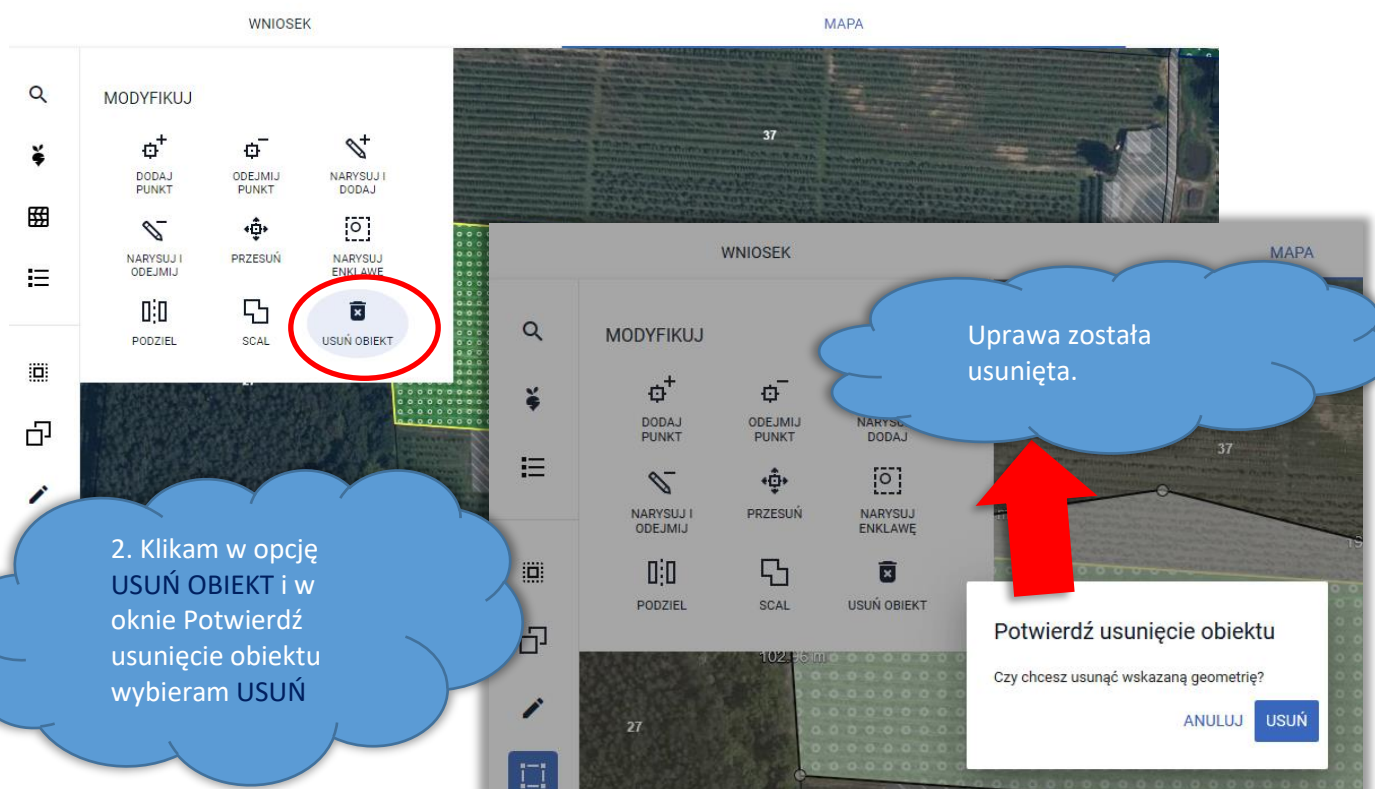 WNIOSEK
MAPA
MODYFIKUJ
37
DODAJ
PUNKT
ODEJMIJ
PUNKT
NARYSUJ I
DODAJ
NARYSUJ I
ODEJMIJ
PRZESUŃ
NARYSUJ
ENKLAWĘ
PODZIEL
SCAL
USUŃ OBIEKT
27
2. Klikam w opcję
USUŃ OBIEKT i w
oknie Potwierdź
usunięcie obiektu
wybieram USUŃ
WNIOSEK
MAPA
MODYFIKUJ
Uprawa została
usunięta.
DODAJ
PUNKT
ODEJMIJ
PUNKT
DODAJ
37
NARYSUJ I
ODEJMIJ
PRZESUŃ
NARYSUJ
ENKLAWĘ
PODZIEL
SCAL
USUŃ OBIEKT
102,96 m
27
Potwierdź usunięcie obiektu
Czy chcesz usunąć wskazaną geometrię?
ANULUJ
USUŃ